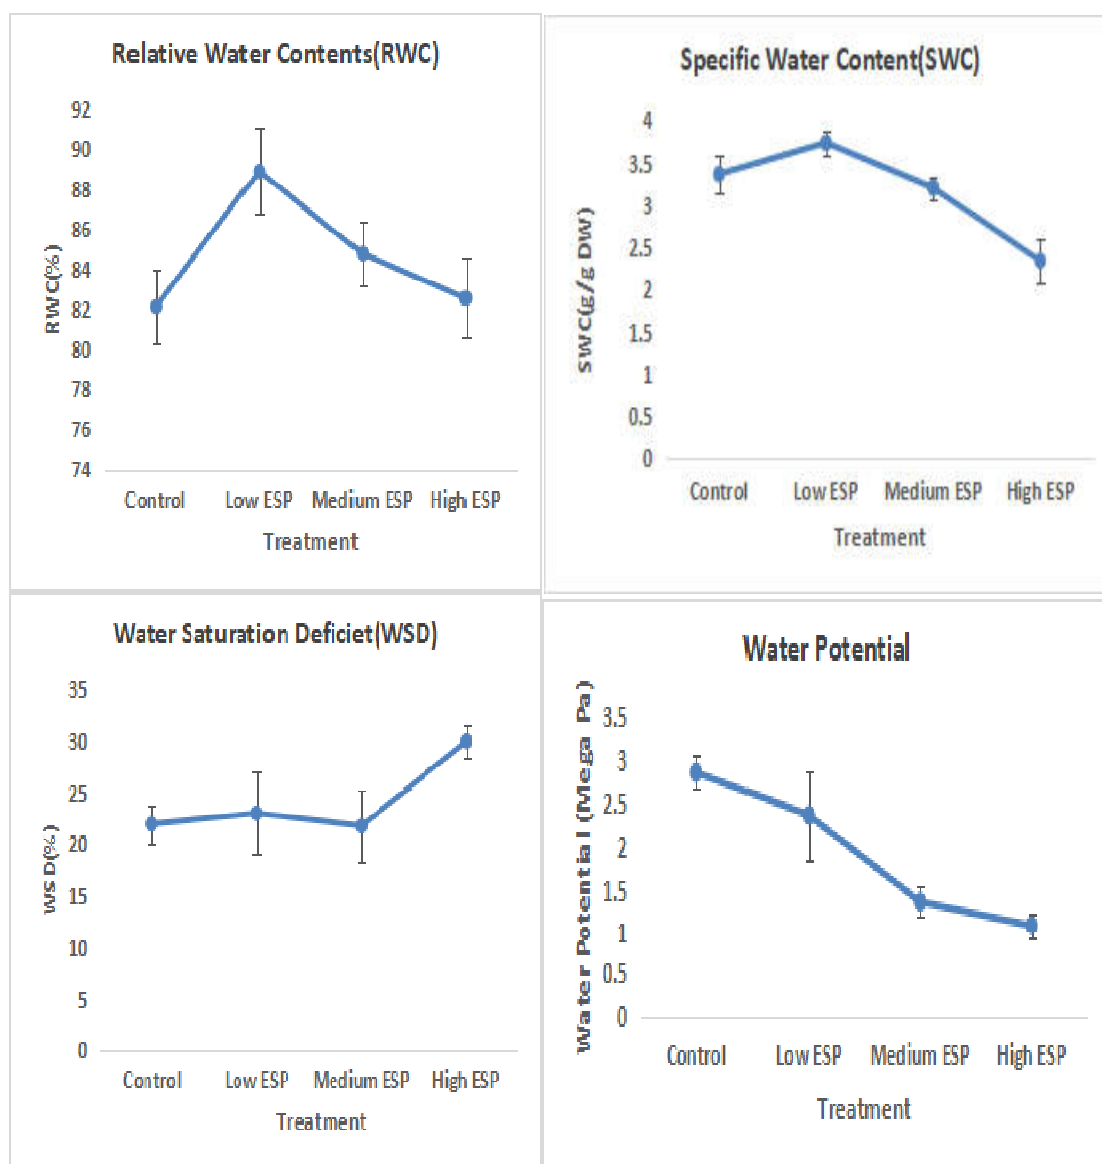 Relative Water Contents(RWC)
92
90
88
86
84
82
80
78
76
74
RWC(%)
Control Low ESP Medium ESP High ESP
Treatment
Specific Water Content(SWC)
4
3.5
3
2.5
2
1.5
1
0.5
0
SWC(g/g DW)
Control Low ESP Medium ESP High ESP
Treatment
Water Saturation Deficiet(WSD)
35
30
25
20
15
10
5
0
WSD(%)
Control Low ESP Medium ESP High ESP
Treatment
Water Potential
3.5
3
2.5
2
1.5
1
0.5
0
Water Potential (Mega Pa)
Control Low ESP Medium ESP High ESP
Treatment